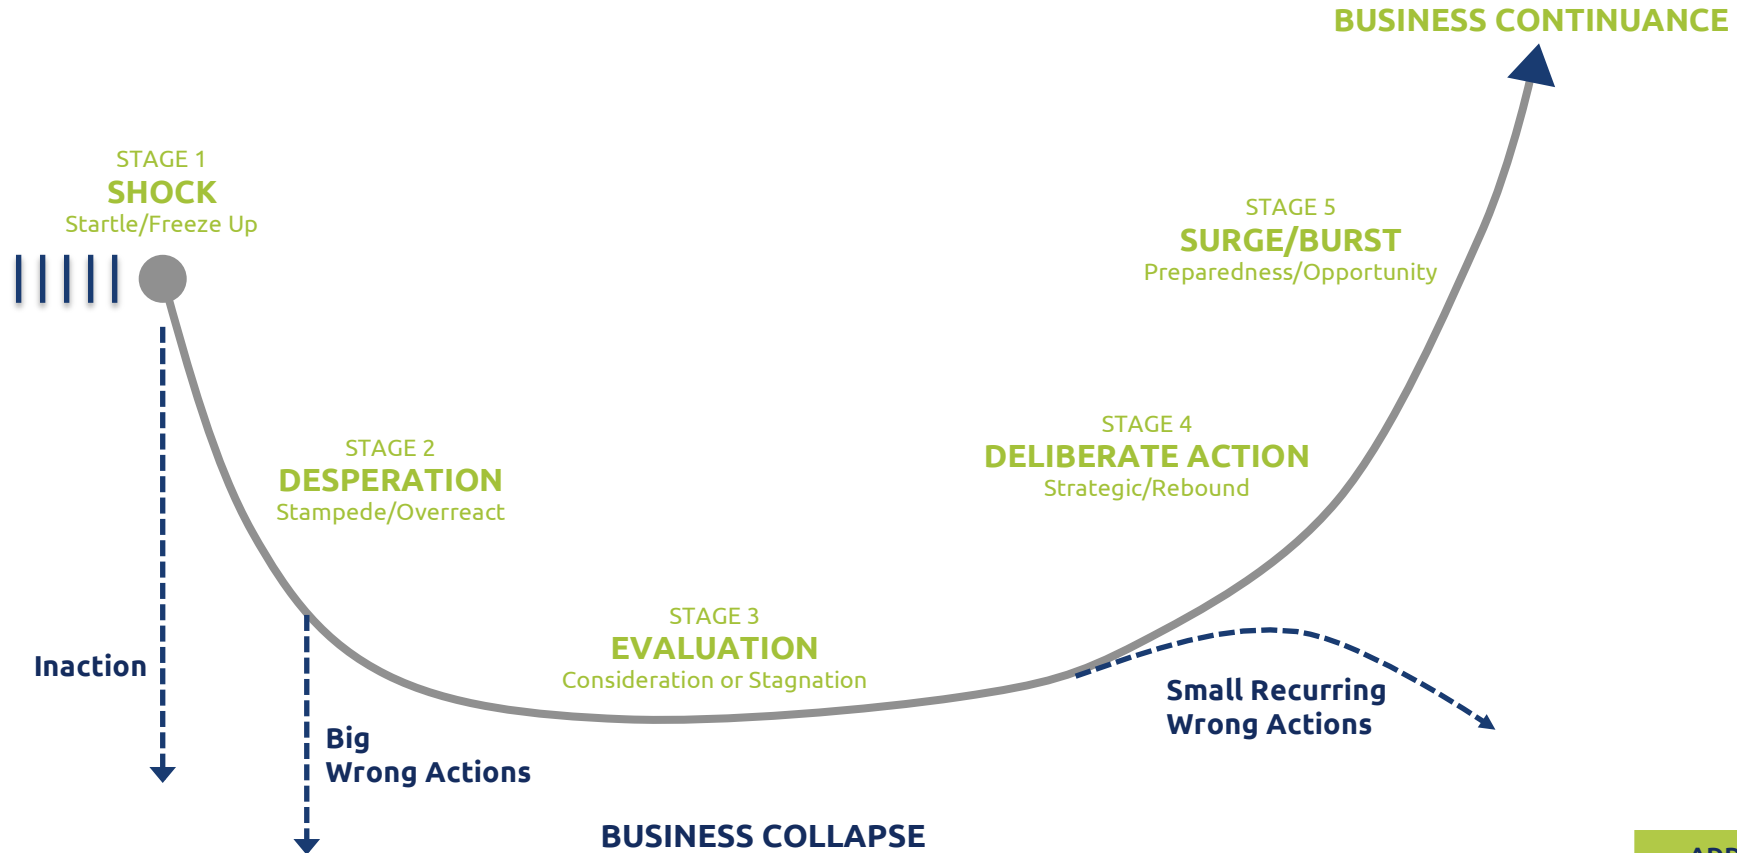 BUSINESS CONTINUANCE
STAGE 1
SHOCK
Startle/Freeze Up
STAGE 5
SURGE/BURST
Preparedness/Opportunity
STAGE 2
DESPERATION
Stampede/Overreact
STAGE 4
DELIBERATE ACTION
Strategic/Rebound
STAGE 3
EVALUATION
Consideration or Stagnation
Inaction
Big
Wrong Actions
Small Recurring
Wrong Actions
BUSINESS COLLAPSE